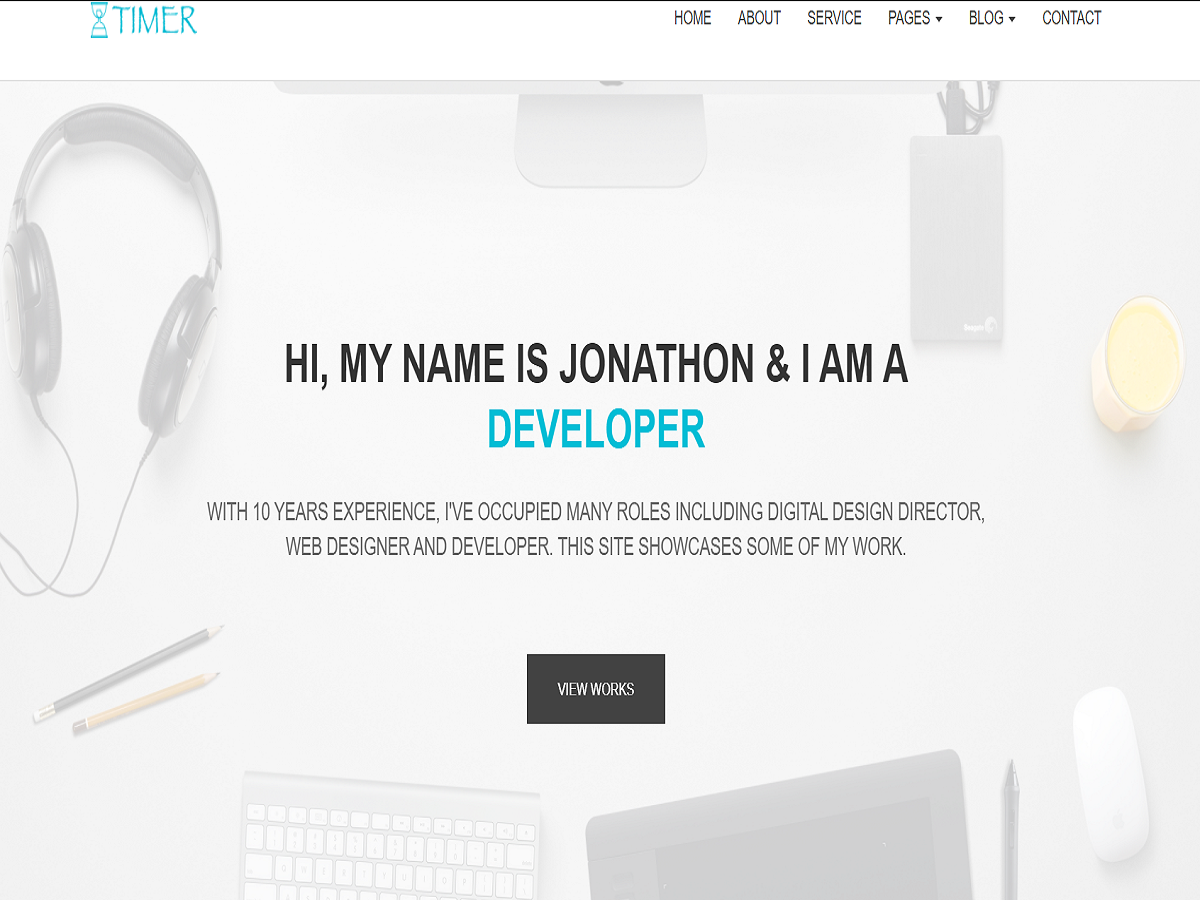 TIMER
HOME ABOUT SERVICE PAGES BLOG CONTACT
Seagate
HI, MY NAME IS JONATHON & I AM A
DEVELOPER
WITH 10 YEARS EXPERIENCE, I'VE OCCUPIED MANY ROLES INCLUDING DIGITAL DESIGN DIRECTOR,
WEB DESIGNER AND DEVELOPER. THIS SITE SHOWCASES SOME OF MY WORK.
VIEW WORKS